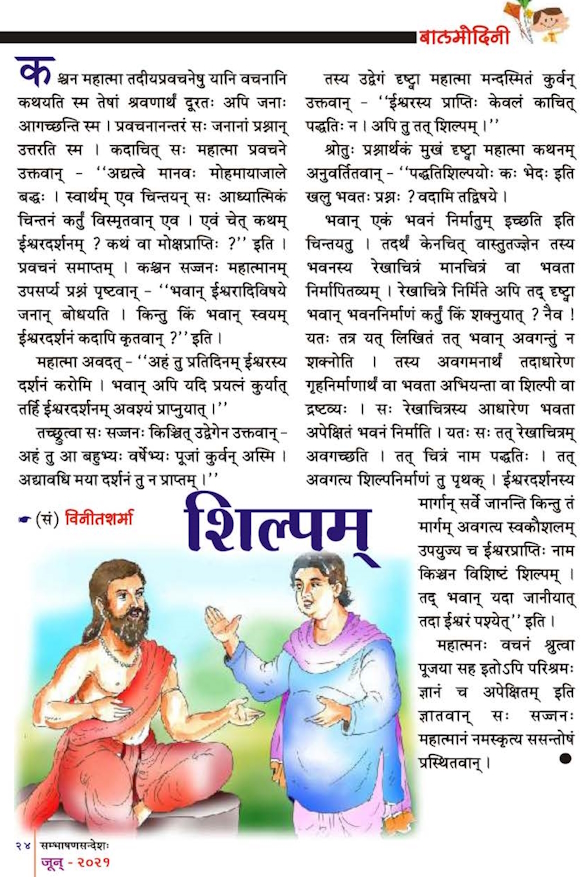 बालमोदिनी
कश्चन महात्मा तदीयप्रवचनेषु यानि वचनानि
कथयति स्म तेषां श्रवणार्थं दूरतः अपि जनाः
आगच्छन्ति स्म । प्रवचनानन्तरं सः जनानां प्रश्नान्
उत्तरति स्म । कदाचित् सः महात्मा प्रवचने
उक्तवान् – ‘‘अद्यत्वे मानवः मोहमायाजाले
बद्धः । स्वार्थम् एव चिन्तयन् सः आध्यात्मिकं
चिन्तनं कर्तुं विस्मृतवान् एव । एवं चेत् कथम्
ईश्वरदर्शनम् ? कथं वा मोक्षप्राप्तिः ?’’ इति ।
प्रवचनं समाप्तम् । कश्चन सज्जनः महात्मानम्
उपसर्प्य प्रश्नं पृष्टवान् – ‘‘भवान् ईश्वरादिविषये
जनान् बोधयति । किन्तु किं भवान् स्वयम्
ईश्वरदर्शनं कदापि कृतवान् ?’’ इति ।
महात्मा अवदत् – ‘‘अहं तु प्रतिदिनम् ईश्वरस्य
दर्शनं करोमि । भवान् अपि यदि प्रयत्नं कुर्यात्
तर्हि ईश्वरदर्शनम् अवश्यं प्राप्नुयात् ।’’
तच्छ्रुत्वा सः सज्जनः किञ्चित् उद्वेगेन उक्तवान् –
अहं तु आ बहुभ्यः वर्षेभ्यः पूजां कुर्वन् अस्मि ।
अद्यावधि मया दर्शनं तु न प्राप्तम् ।’’
☛ (सं) विनीतशर्मा
शिल्पम्
तस्य उद्वेगं दृष्ट्वा महात्मा मन्दस्मितं कुर्वन्
उक्तवान् – ‘‘ईश्वरस्य प्राप्तिः केवलं काचित्
पद्धतिः न । अपि तु तत् शिल्पम् ।’’
श्रोतुः प्रश्नार्थकं मुखं दृष्ट्वा महात्मा कथनम्
अनुवर्तितवान् – ‘‘पद्धतिशिल्पयोः कः भेदः इति
खलु भवतः प्रश्नः ? वदामि तद्विषये ।
भवान् एकं भवनं निर्मातुम् इच्छति इति
चिन्तयतु । तदर्थं केनचित् वास्तुतज्ज्ञेन तस्य
भवनस्य रेखाचित्रं मानचित्रं वा भवता
निर्मापितव्यम् । रेखाचित्रे निर्मिते अपि तद् दृष्ट्वा
भवान् भवननिर्माणं कर्तुं किं शक्नुयात् ? नैव !
यतः तत्र यत् लिखितं तत् भवान् अवगन्तुं न
शक्नोति । तस्य अवगमनार्थं तदाधारेण
गृहनिर्माणार्थं वा भवता अभियन्ता वा शिल्पी वा
द्रष्टव्यः । सः रेखाचित्रस्य आधारेण भवता
अपेक्षितं भवनं निर्माति । यतः सः तत् रेखाचित्रम्
अवगच्छति । तत् चित्रं नाम पद्धतिः । तत्
अवगत्य शिल्पनिर्माणं तु पृथक् । ईश्वरदर्शनस्य
मार्गान् सर्वे जानन्ति किन्तु तं
मार्गम् अवगत्य स्वकौशलम्
उपयुज्य च ईश्वरप्राप्तिः नाम
किञ्चन विशिष्टं शिल्पम् ।
तद् भवान् यदा जानीयात्
तदा ईश्वरं पश्येत्’’ इति ।
महात्मनः वचनं श्रुत्वा
पूजया सह इतोऽपि परिश्रमः
ज्ञानं च अपेक्षितम् इति
ज्ञातवान् सः सज्जनः
महात्मानं नमस्कृत्य ससन्तोषं
प्रस्थितवान् ।
२४ सम्भाषणसन्देशः
जून् - २०२१